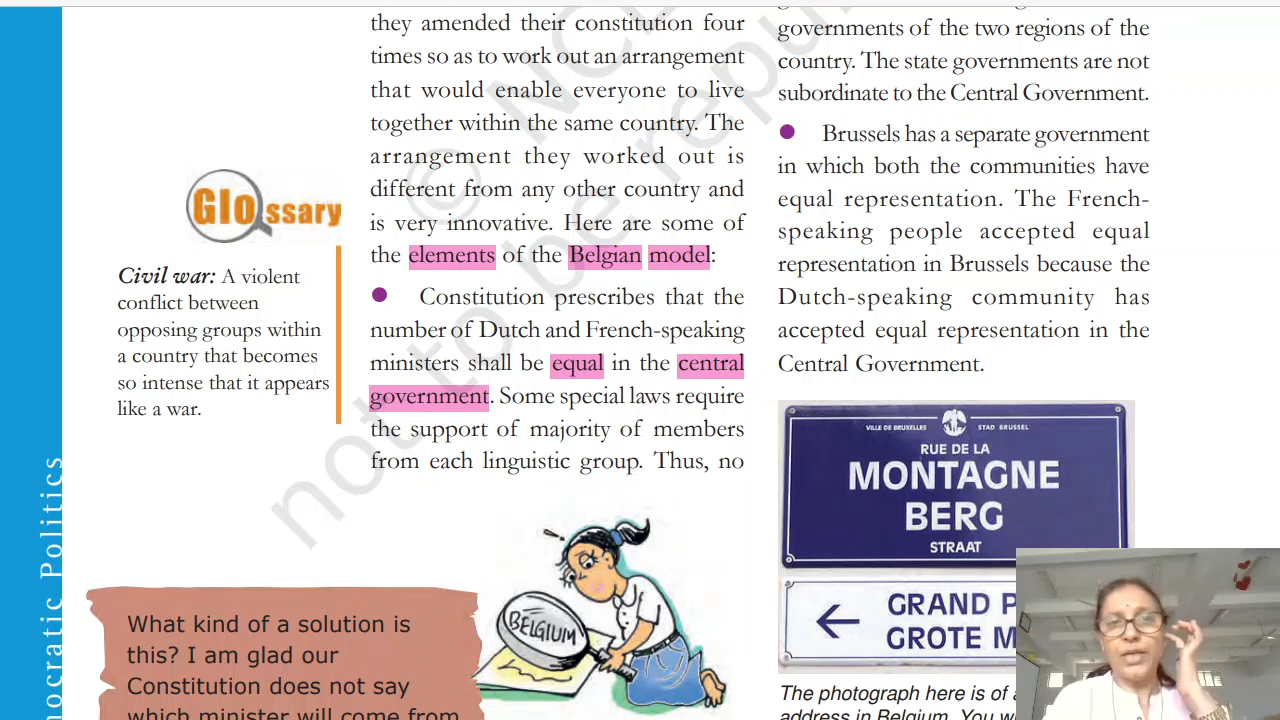 they amended their constitution four
times so as to work out an arrangement
that would enable everyone to live
together within the same country. The
arrangement they worked out is
different from any other country and
is very innovative. Here are some of
the elements of the Belgian model:
● Constitution prescribes that the
number of Dutch and French-speaking
ministers shall be equal in the central
government. Some special laws require
the support of majority of members
from each linguistic group. Thus, no
governments of the two regions of the
country. The state governments are not
subordinate to the Central Government.
● Brussels has a separate government
in which both the communities have
equal representation. The French-
speaking people accepted equal
representation in Brussels because the
Dutch-speaking community has
accepted equal representation in the
Central Government.
Glossary
Civil war: A violent
conflict between
opposing groups within
a country that becomes
so intense that it appears
like a war.
ocratic Politics
BELGIUM
What kind of a solution is
this? I am glad our
Constitution does not say
which minister will come from
VILLE DE BRUXELLES STAD BRUSSEL
RUE DE LA
MONTAGNE
BERG
STRAAT
← GRAND P
GROTE M
The photograph here is of
address in Belgium. You w
© NCE
not to be repu